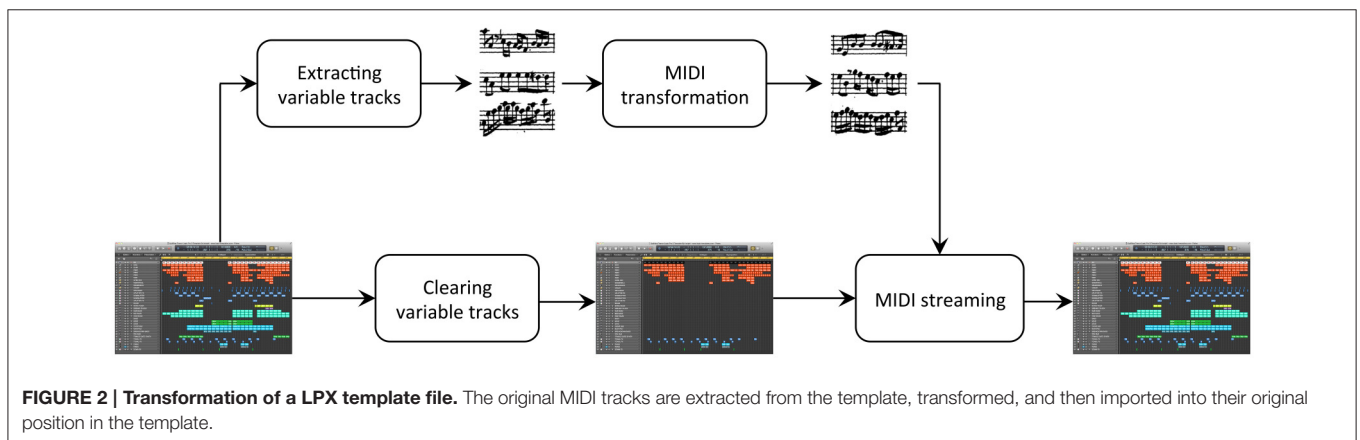 Extracting
variable tracks
MIDI
transformation
Clearing
variable tracks
MIDI streaming
FIGURE 2 | Transformation of a LPX template file. The original MIDI tracks are extracted from the template, transformed, and then imported into their original
position in the template.